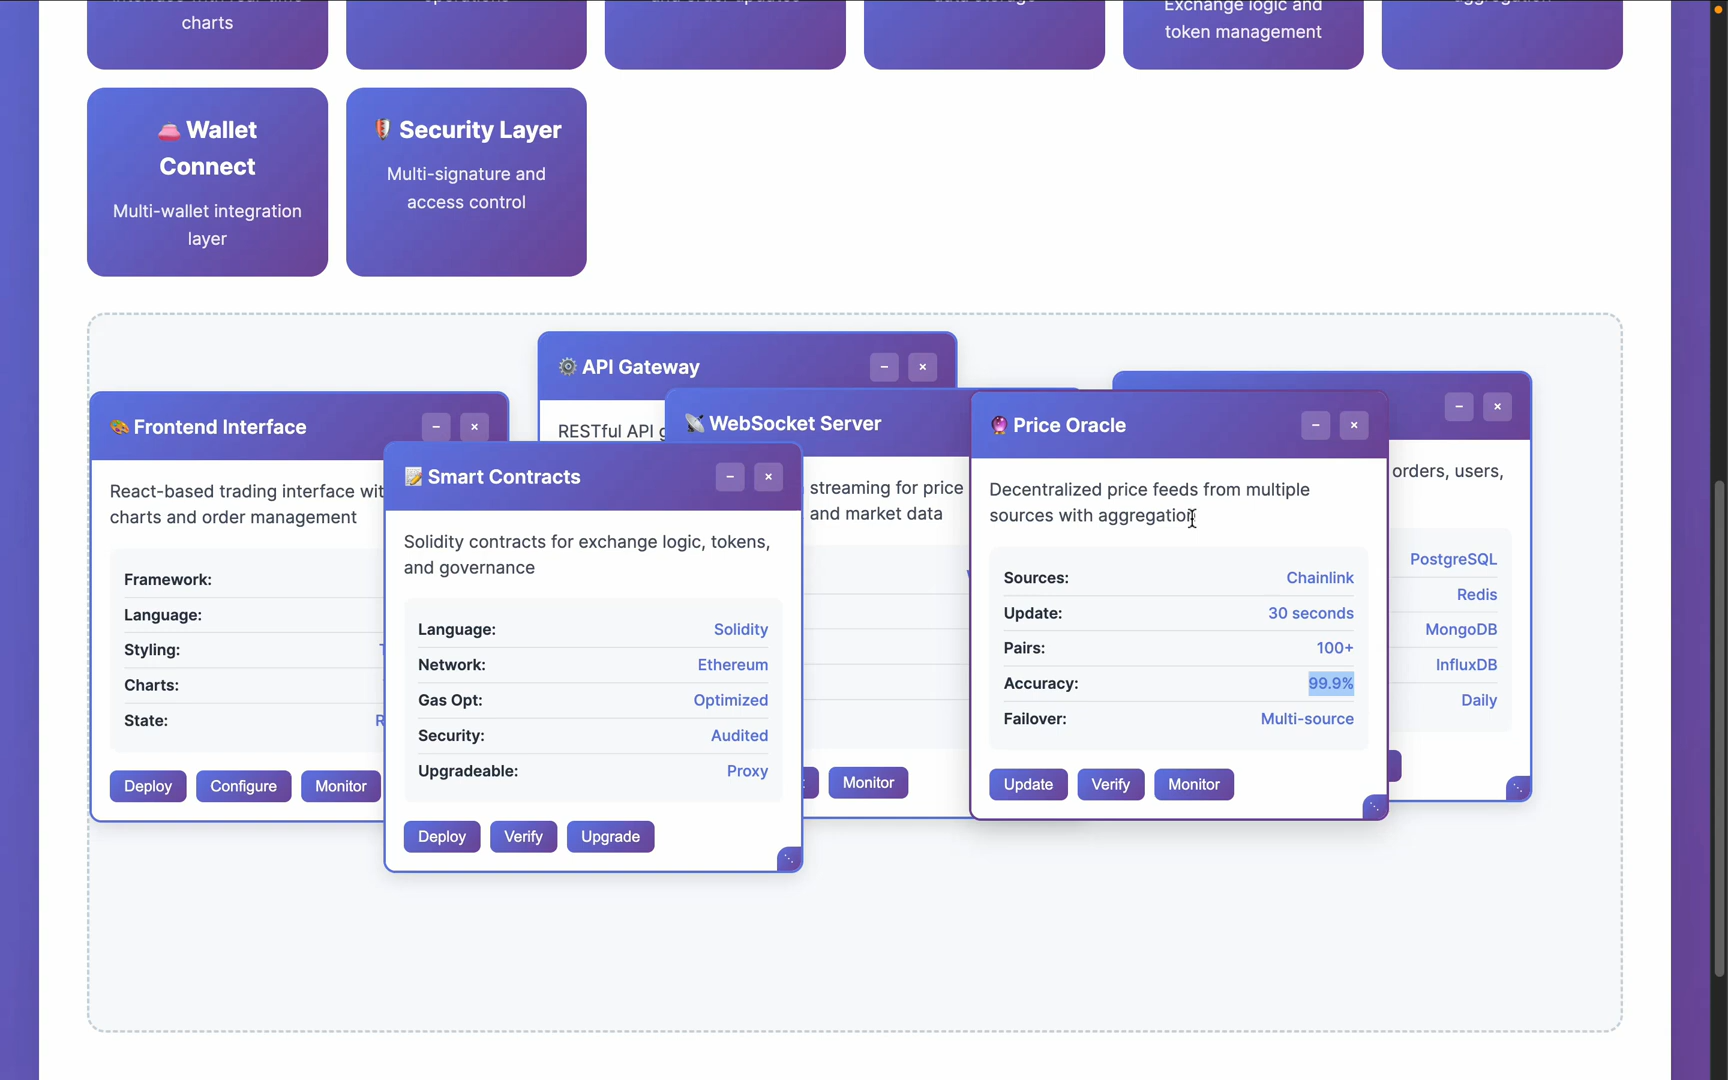 charts
Exchange logic and
token management
Wallet
Connect
Multi-wallet integration
layer
Security Layer
Multi-signature and
access control
API Gateway
RESTful API
Frontend Interface
React-based trading interface
charts and order management
Framework:
Language:
Styling:
Charts:
State:
Deploy
Configure
Monitor
Smart Contracts
Solidity contracts for exchange logic, tokens,
and governance
Language: Solidity
Network: Ethereum
Gas Opt: Optimized
Security: Audited
Upgradeable: Proxy
Deploy
Verify
Upgrade
WebSocket Server
streaming for price
and market data
Monitor
Price Oracle
Decentralized price feeds from multiple
sources with aggregation
Sources: Chainlink
Update: 30 seconds
Pairs: 100+
Accuracy: 99.9%
Failover: Multi-source
Update
Verify
Monitor
orders, users,
PostgreSQL
Redis
MongoDB
InfluxDB
Daily